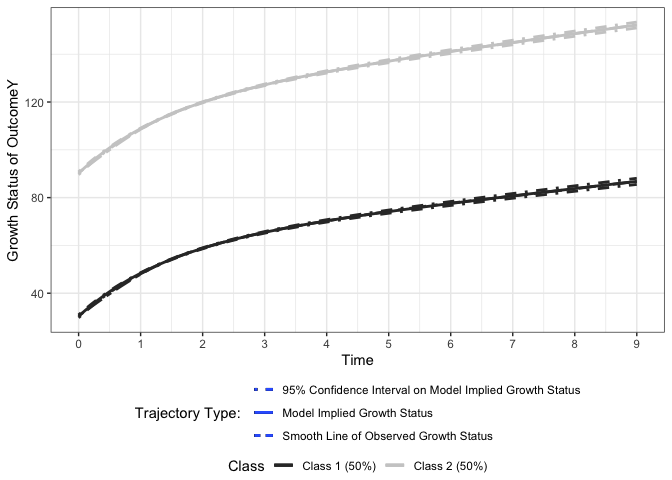 Growth Status of OutcomeY
120
80
40
0 1 2 3 4 5 6 7 8 9
Time
Trajectory Type:
95% Confidence Interval on Model Implied Growth Status
Model Implied Growth Status
Smooth Line of Observed Growth Status
Class Class 1 (50%) Class 2 (50%)